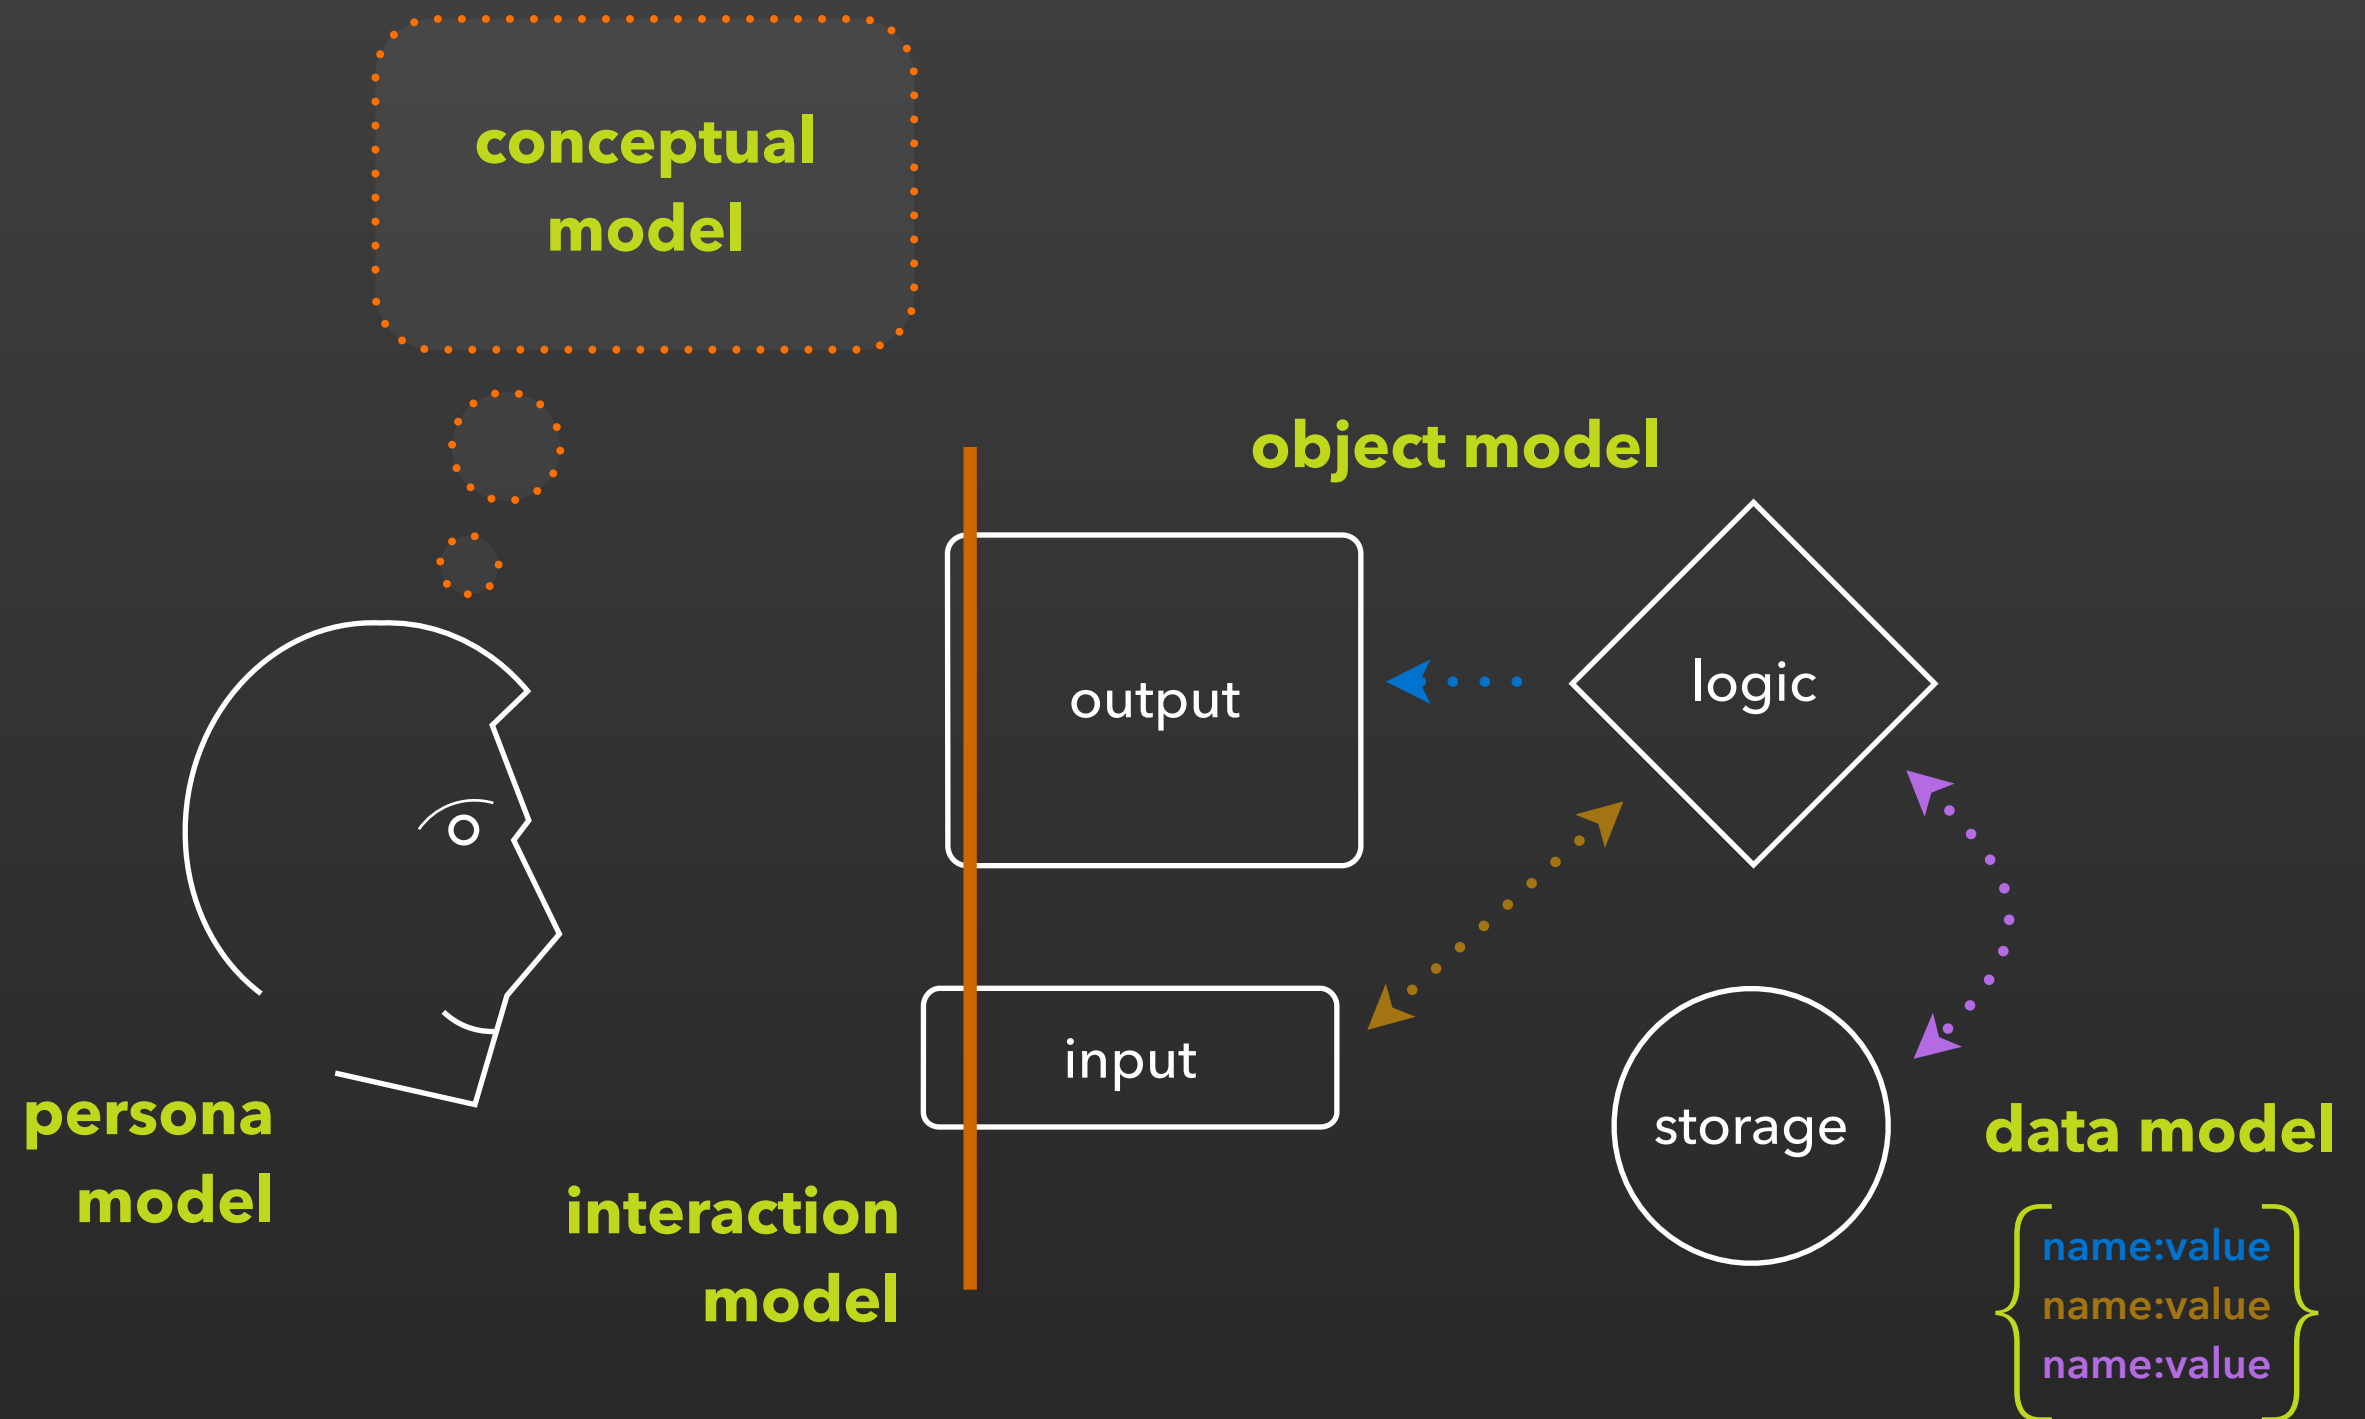 conceptual
model
object model
output
logic
input
storage
persona
model
interaction
model
data model
name:value
name:value
name:value